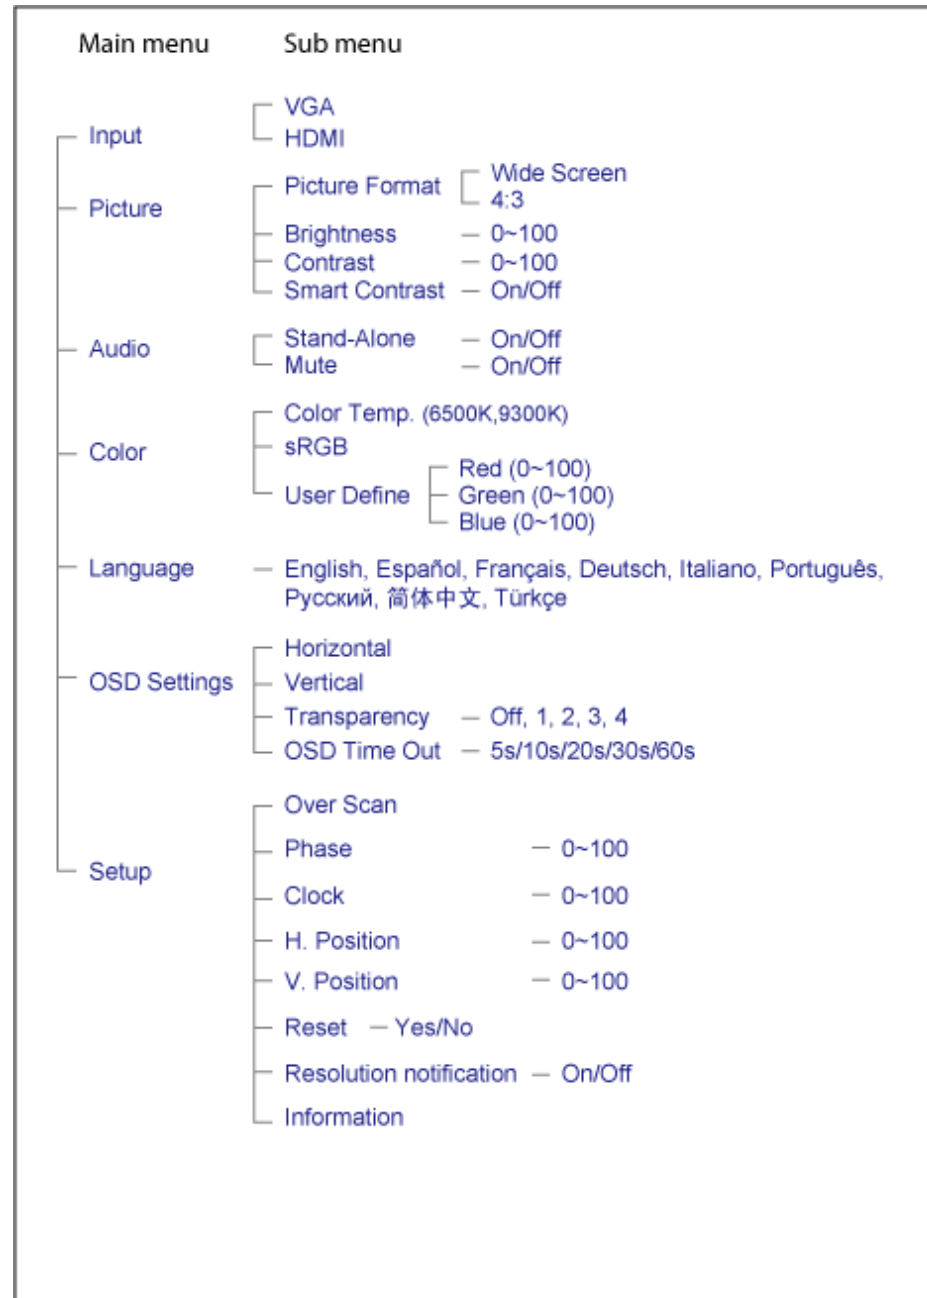 Main menu Sub menu
VGA
Input
HDMI
Wide Screen
Picture Format
4:3
Picture
Brightness — 0~100
Contrast — 0~100
Smart Contrast — On/Off
Stand-Alone — On/Off
Audio
Mute — On/Off
Color Temp. (6500K,9300K)
Color
sRGB
Red (0~100)
User Define
Green (0~100)
Blue (0~100)
Language — English, Español, Français, Deutsch, Italiano, Português,
Русский, 简体中文, Türkçe
Horizontal
OSD Settings
Vertical
Transparency — Off, 1, 2, 3, 4
OSD Time Out — 5s/10s/20s/30s/60s
Over Scan
Phase — 0~100
Setup
Clock — 0~100
H. Position — 0~100
V. Position — 0~100
Reset — Yes/No
Resolution notification — On/Off
Information